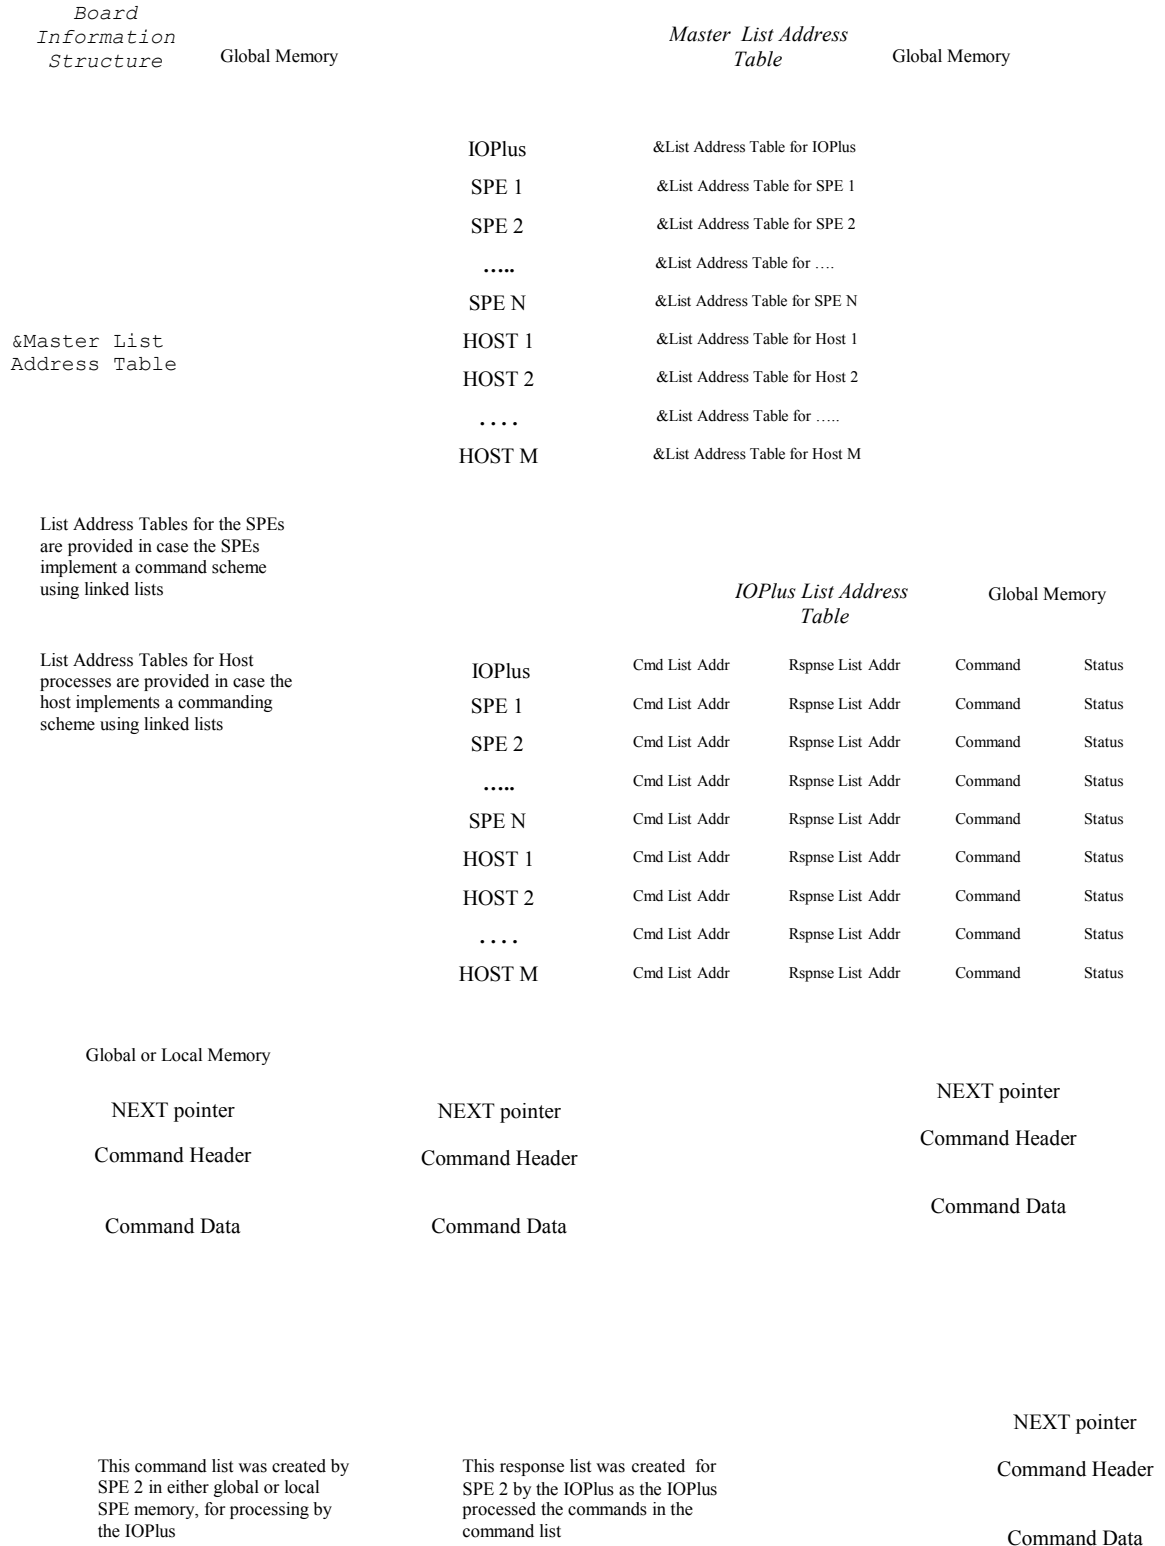 Board
Information
Structure
Global Memory
Master List Address
Table
Global Memory
IOPlus
&List Address Table for IOPlus
SPE 1
&List Address Table for SPE 1
SPE 2
&List Address Table for SPE 2
.....
&List Address Table for ….
SPE N
&List Address Table for SPE N
&Master List
Address Table
HOST 1
&List Address Table for Host 1
HOST 2
&List Address Table for Host 2
. . . .
&List Address Table for …..
HOST M
&List Address Table for Host M
List Address Tables for the SPEs
are provided in case the SPEs
implement a command scheme
using linked lists
IOPlus List Address
Table
Global Memory
List Address Tables for Host
processes are provided in case the
host implements a commanding
scheme using linked lists
IOPlus Cmd List Addr Rspnse List Addr Command Status
SPE 1 Cmd List Addr Rspnse List Addr Command Status
SPE 2 Cmd List Addr Rspnse List Addr Command Status
..... Cmd List Addr Rspnse List Addr Command Status
SPE N Cmd List Addr Rspnse List Addr Command Status
HOST 1 Cmd List Addr Rspnse List Addr Command Status
HOST 2 Cmd List Addr Rspnse List Addr Command Status
. . . . Cmd List Addr Rspnse List Addr Command Status
HOST M Cmd List Addr Rspnse List Addr Command Status
Global or Local Memory
NEXT pointer
Command Header
Command Data
NEXT pointer
Command Header
Command Data
NEXT pointer
Command Header
Command Data
This command list was created by
SPE 2 in either global or local
SPE memory, for processing by
the IOPlus
This response list was created for
SPE 2 by the IOPlus as the IOPlus
processed the commands in the
command list
NEXT pointer
Command Header
Command Data